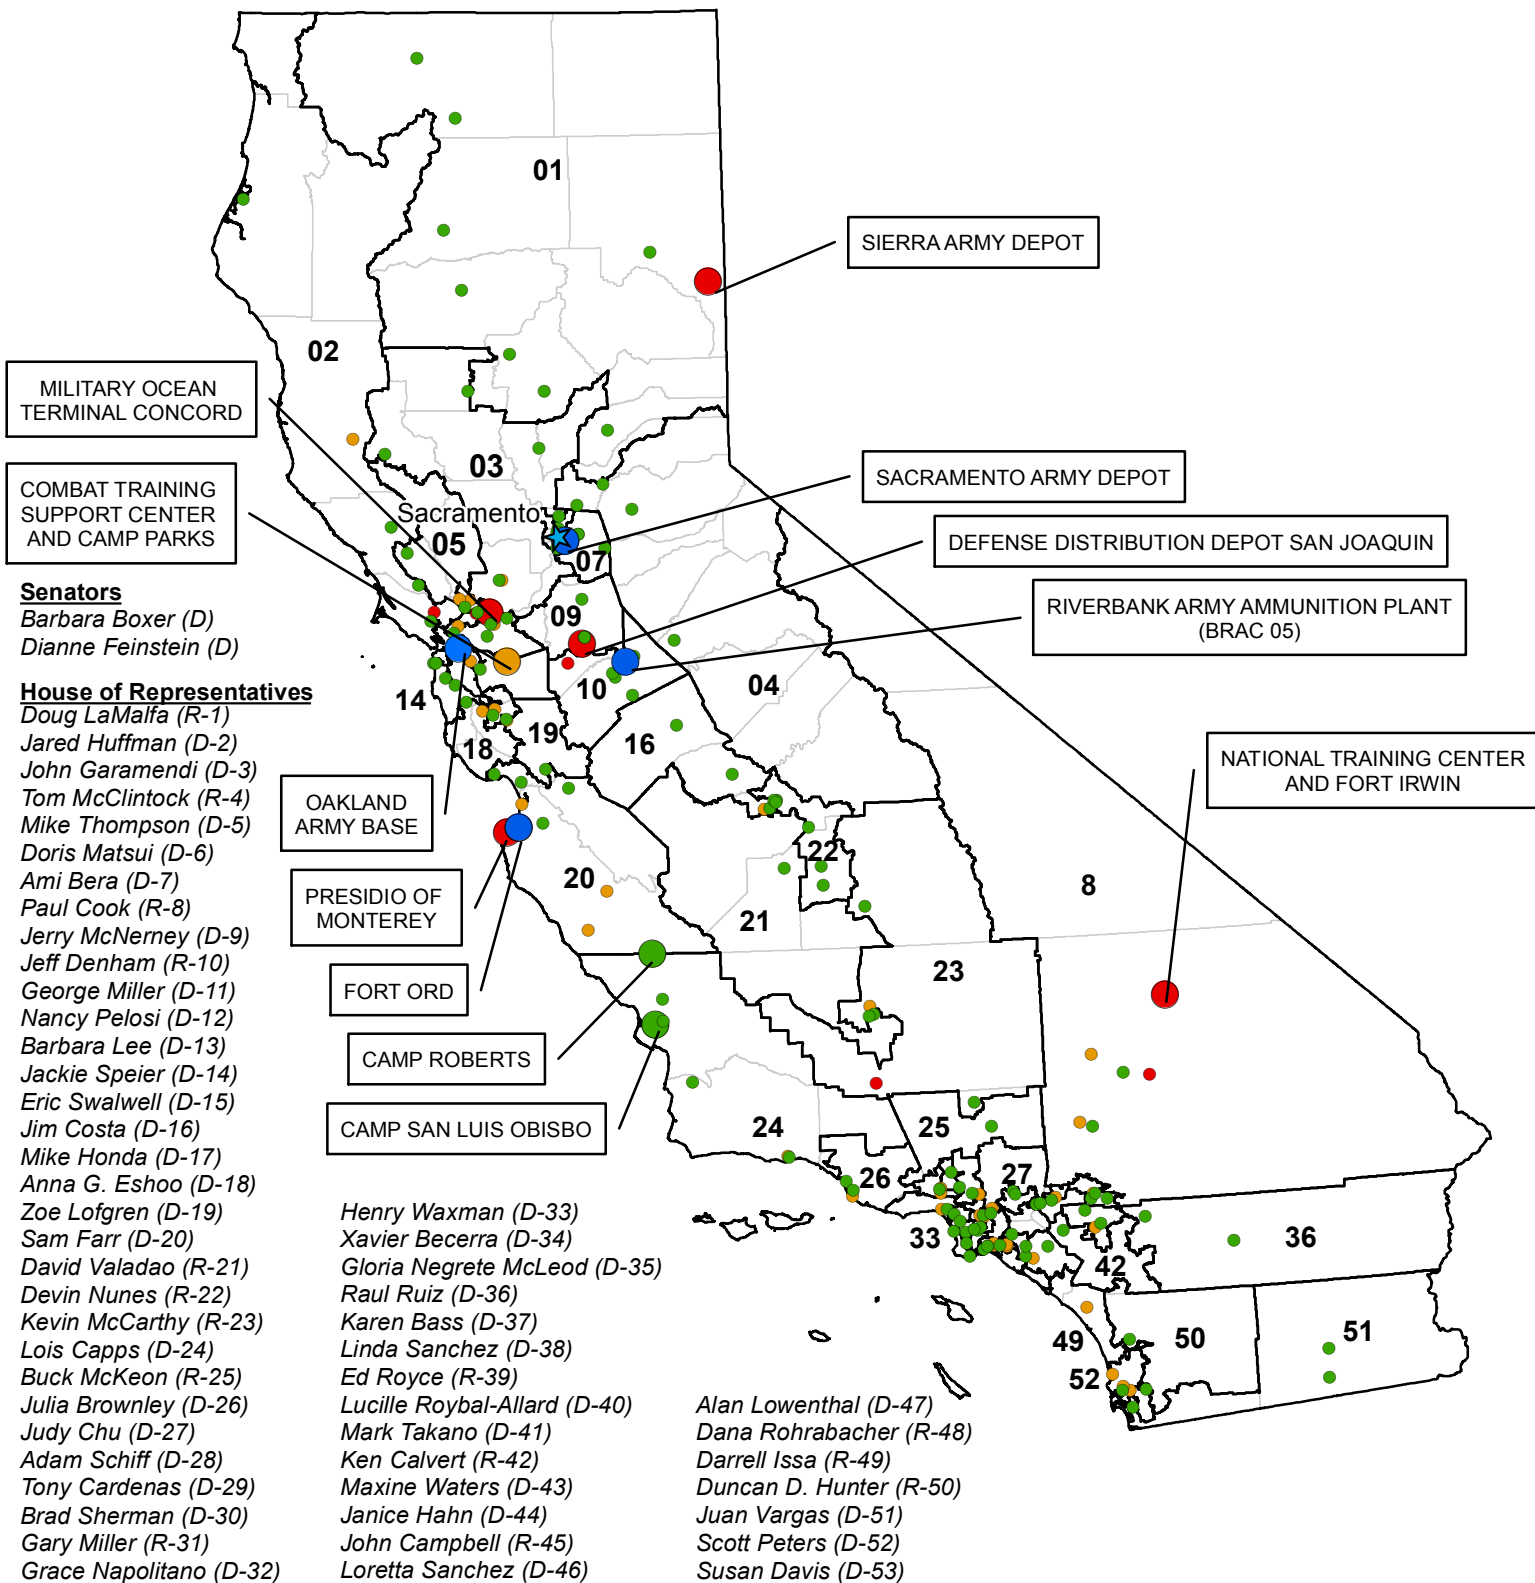 01
SIERRA ARMY DEPOT
02
MILITARY OCEAN
TERMINAL CONCORD
03
SACRAMENTO ARMY DEPOT
COMBAT TRAINING
SUPPORT CENTER
AND CAMP PARKS
Sacramento
05
07
DEFENSE DISTRIBUTION DEPOT SAN JOAQUIN
09
RIVERBANK ARMY AMMUNITION PLANT
(BRAC 05)
10
04
14
19
18
16
NATIONAL TRAINING CENTER
AND FORT IRWIN
OAKLAND
ARMY BASE
22
20
8
PRESIDIO OF
MONTEREY
21
23
FORT ORD
CAMP ROBERTS
CAMP SAN LUIS OBISBO
24
25
26
27
33
36
42
49
50
51
52
Senators
Barbara Boxer (D)
Dianne Feinstein (D)
House of Representatives
Doug LaMalfa (R-1)
Jared Huffman (D-2)
John Garamendi (D-3)
Tom McClintock (R-4)
Mike Thompson (D-5)
Doris Matsui (D-6)
Ami Bera (D-7)
Paul Cook (R-8)
Jerry McNerney (D-9)
Jeff Denham (R-10)
George Miller (D-11)
Nancy Pelosi (D-12)
Barbara Lee (D-13)
Jackie Speier (D-14)
Eric Swalwell (D-15)
Jim Costa (D-16)
Mike Honda (D-17)
Anna G. Eshoo (D-18)
Zoe Lofgren (D-19)
Sam Farr (D-20)
David Valadao (R-21)
Devin Nunes (R-22)
Kevin McCarthy (R-23)
Lois Capps (D-24)
Buck McKeon (R-25)
Julia Brownley (D-26)
Judy Chu (D-27)
Adam Schiff (D-28)
Tony Cardenas (D-29)
Brad Sherman (D-30)
Gary Miller (R-31)
Grace Napolitano (D-32)
Henry Waxman (D-33)
Xavier Becerra (D-34)
Gloria Negrete McLeod (D-35)
Raul Ruiz (D-36)
Karen Bass (D-37)
Linda Sanchez (D-38)
Ed Royce (R-39)
Lucille Roybal-Allard (D-40)
Mark Takano (D-41)
Ken Calvert (R-42)
Maxine Waters (D-43)
Janice Hahn (D-44)
John Campbell (R-45)
Loretta Sanchez (D-46)
Alan Lowenthal (D-47)
Dana Rohrabacher (R-48)
Darrell Issa (R-49)
Duncan D. Hunter (R-50)
Juan Vargas (D-51)
Scott Peters (D-52)
Susan Davis (D-53)